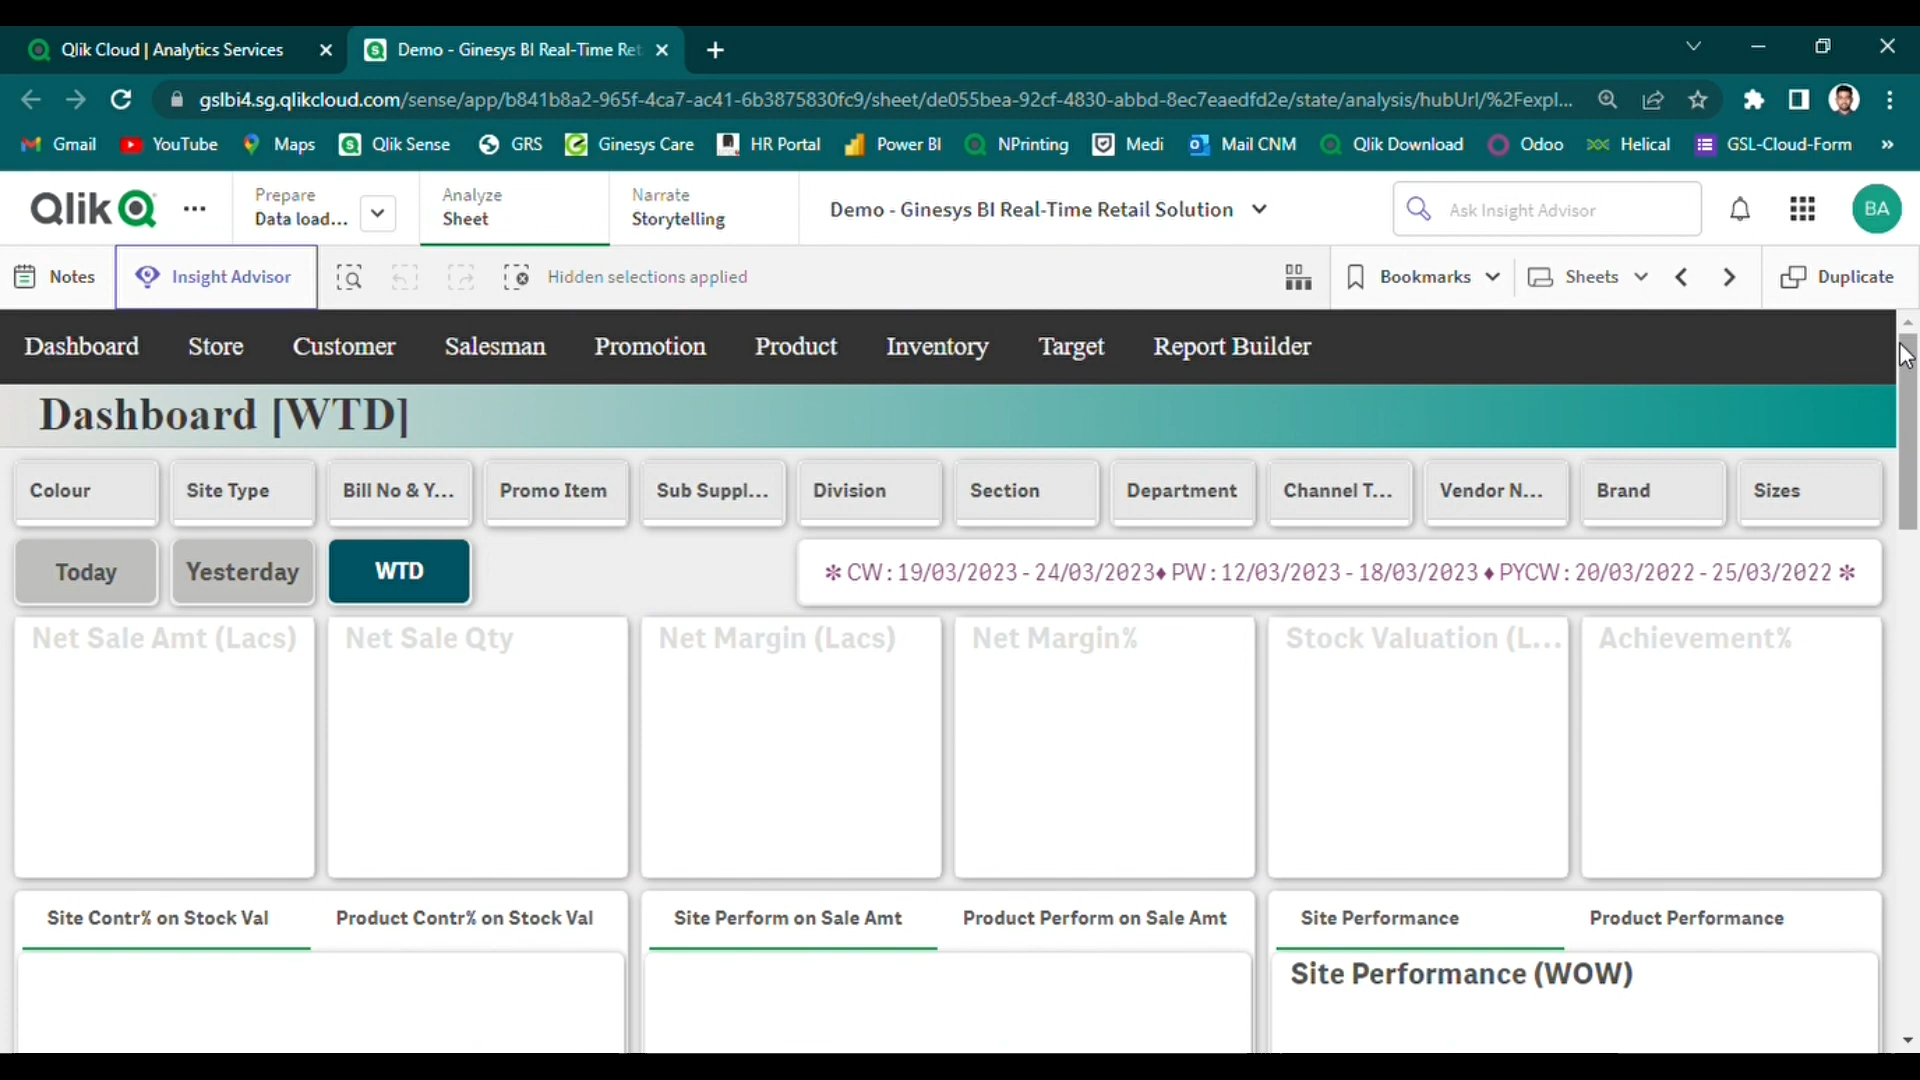 Qlik Cloud | Analytics Services
Demo - Ginesys BI Real-Time Ret
gslbi4.sg.qlikcloud.com/sense/app/b841b8a2-965f-4ca7-ac41-6b3875830fc9/sheet/de055bea-92cf-4830-abbd-8ec7eaedfd2e/state/analysis/hubUrl/%2Fexpl...
Gmail YouTube Maps Qlik Sense GRS Ginesys Care HR Portal Power BI NPrinting Medi Mail CNM Qlik Download Odoo Helical GSL-Cloud-Form »
Qlik
Prepare
Data load...
Analyze
Sheet
Narrate
Storytelling
Demo - Ginesys BI Real-Time Retail Solution
Ask Insight Advisor
BA
Notes Insight Advisor Hidden selections applied Bookmarks Sheets Duplicate
Dashboard Store Customer Salesman Promotion Product Inventory Target Report Builder
Dashboard [WTD]
Colour Site Type Bill No & Y... Promo Item Sub Suppl... Division Section Department Channel T... Vendor N... Brand Sizes
Today Yesterday WTD
✻ CW : 19/03/2023 - 24/03/2023♦ PW : 12/03/2023 - 18/03/2023 ♦ PYCW : 20/03/2022 - 25/03/2022 ✻
Net Sale Amt (Lacs) Net Sale Qty Net Margin (Lacs) Net Margin% Stock Valuation (L... Achievement%
Site Contr% on Stock Val Product Contr% on Stock Val Site Perform on Sale Amt Product Perform on Sale Amt Site Performance Product Performance
Site Performance (WOW)